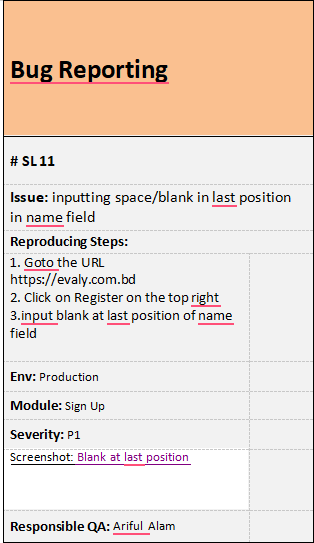 Bug Reporting
# SL 11
Issue: inputting space/blank in last position
in name field
Reproducing Steps:
1. Goto the URL
https://evaly.com.bd
2. Click on Register on the top right
3.input blank at last position of name
field
Env: Production
Module: Sign Up
Severity: P1
Screenshot: Blank at last position
Responsible QA: Ariful Alam